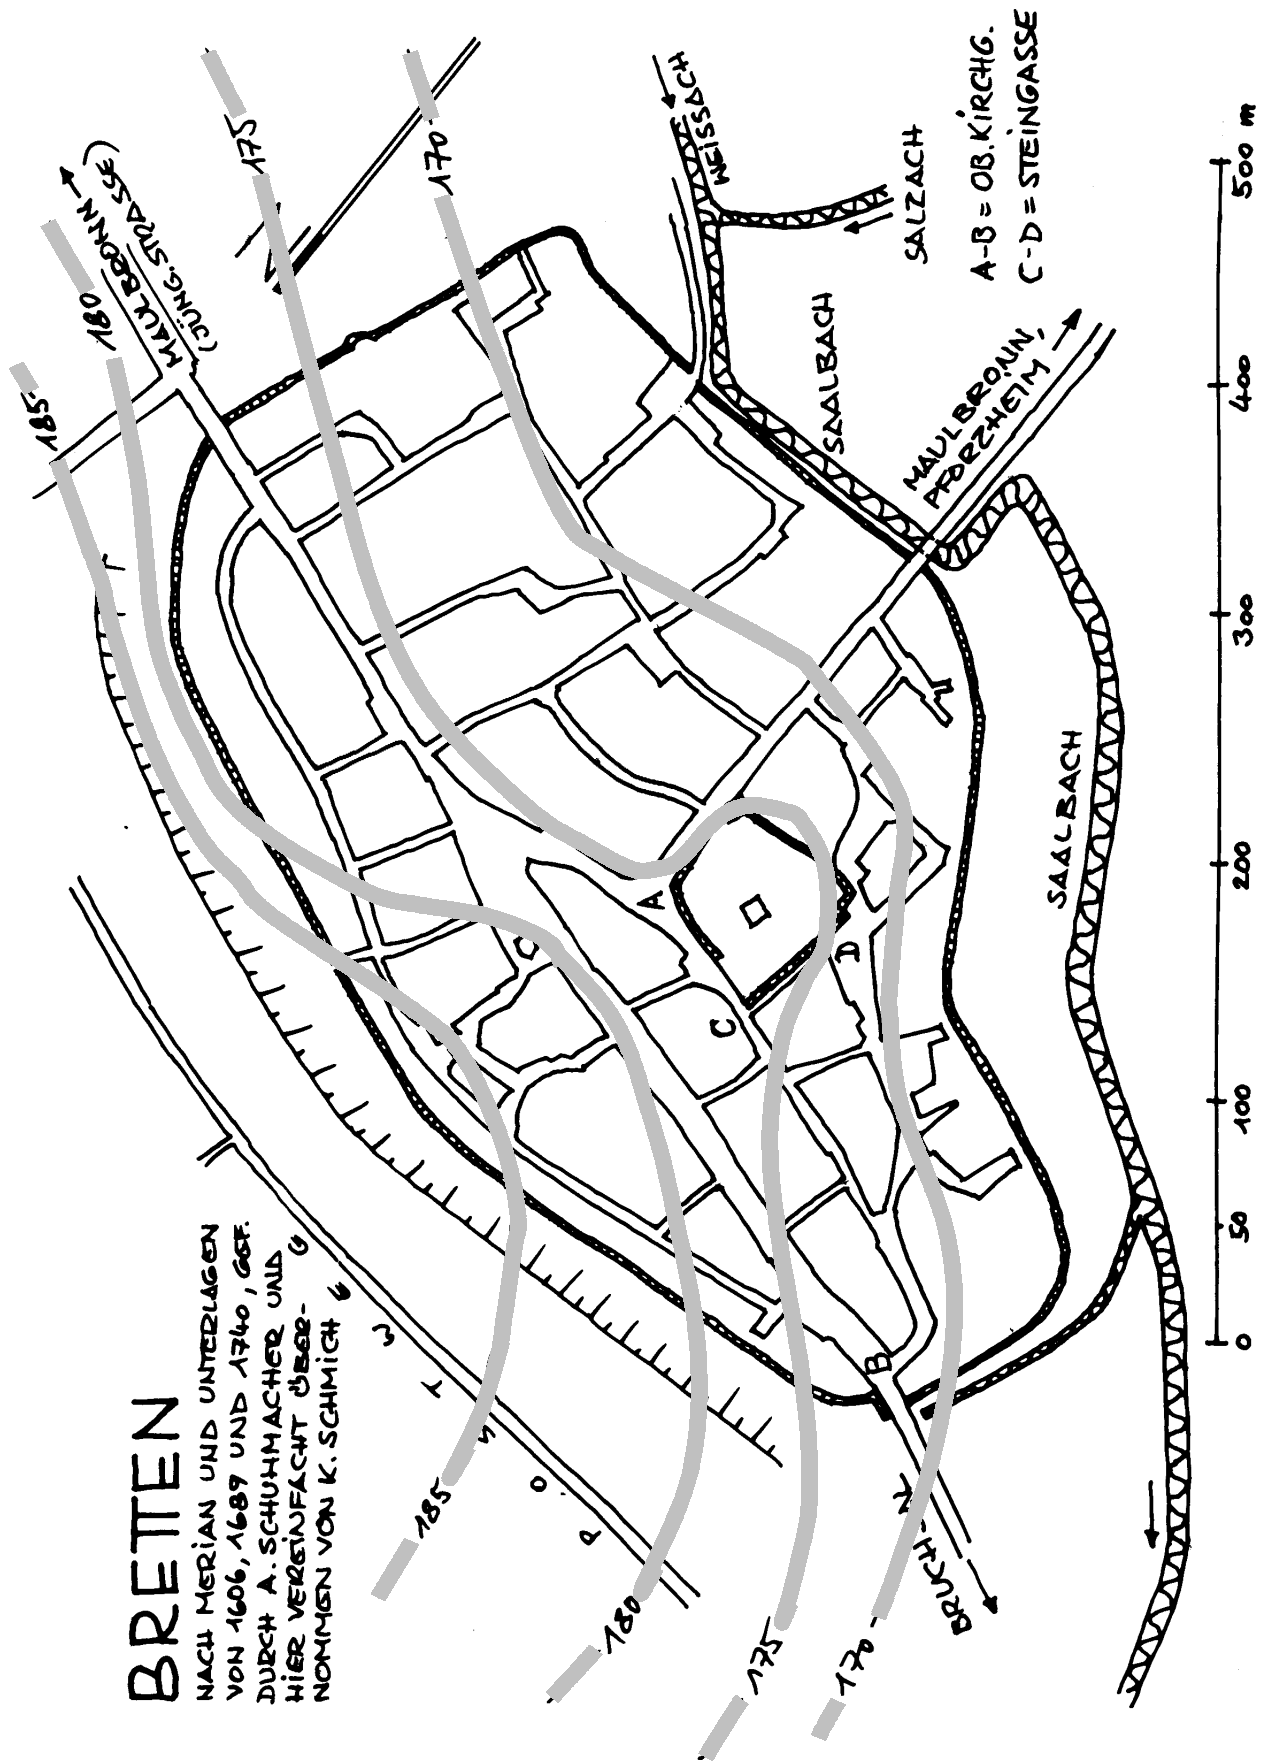 BRETTEN
NACH MERIAN UND UNTERLAGEN
VON 1606, 1689 UND 1740, GGF.
DURCH A. SCHUHMACHER UND
HIER VEREINFACHT ÜBER-
NOMMEN VON K. SCHMICH
POSTWEG
185
180
175
170
185
180
175
170
MAULBRONN
(JÜNG. STRASSE)
WEISSACH
SALZACH
SAALBACH
MAULBRONN,
PFORZHEIM
SAALBACH
BRUCH-
A
B
C
C
D
A-B = OB. KIRCHG.
C-D = STEINGASSE
0 50 100 200 300 400 500 m